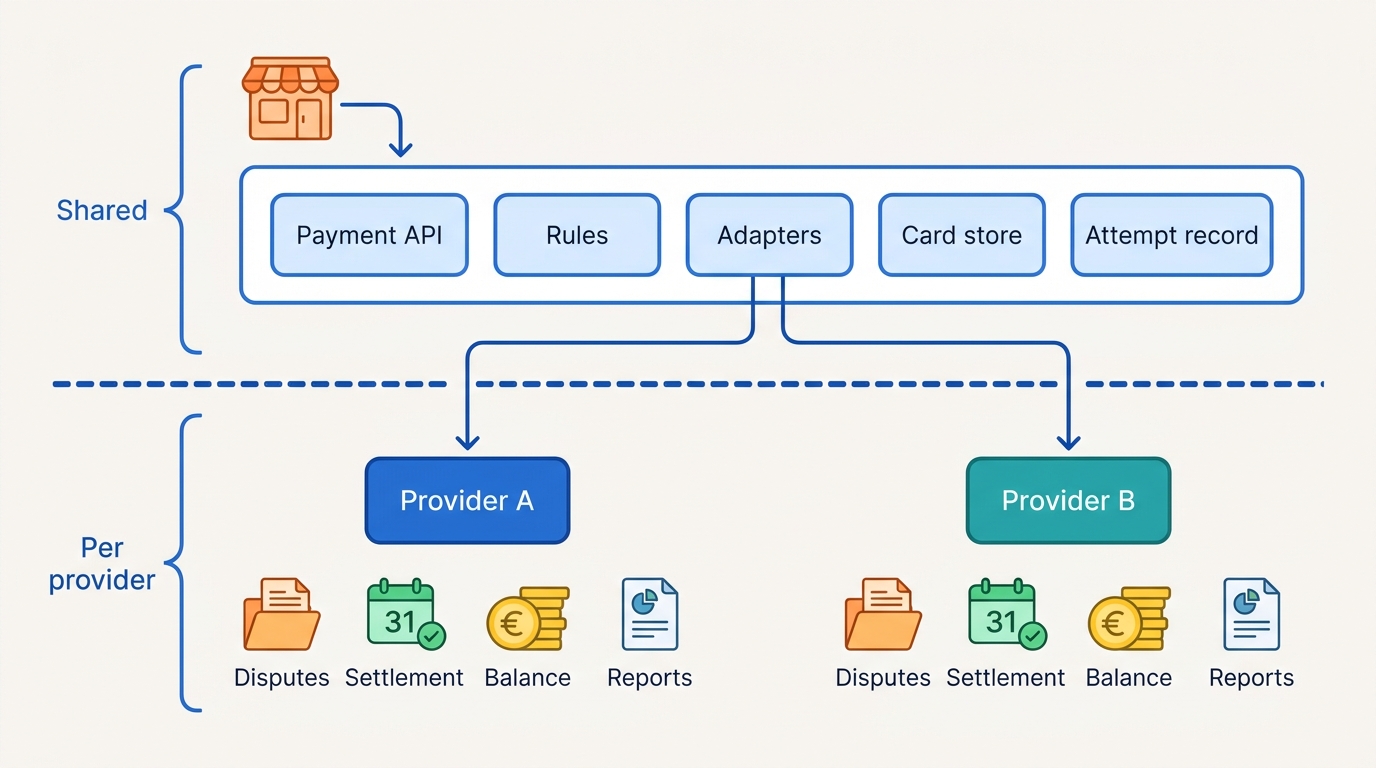 Shared
Payment API
Rules
Adapters
Card store
Attempt record
Per
provider
Provider A
Provider B
31
€
Disputes
Settlement
Balance
Reports
31
€
Disputes
Settlement
Balance
Reports